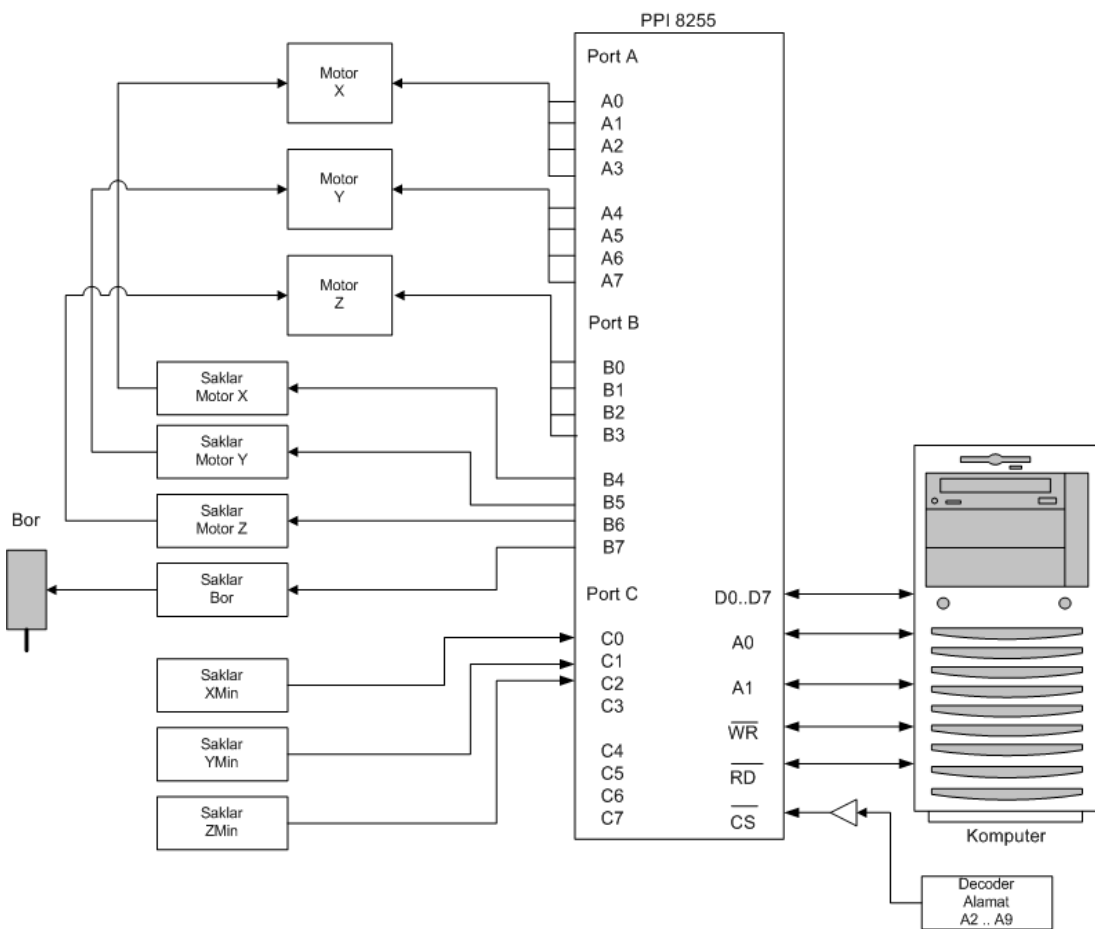 PPI 8255
Port A
Motor
X
A0
A1
A2
A3
Motor
Y
A4
A5
A6
A7
Motor
Z
Port B
B0
B1
B2
B3
Saklar
Motor X
Saklar
Motor Y
B4
B5
B6
B7
Saklar
Motor Z
Bor
Saklar
Bor
Port C
C0
C1
C2
C3
C4
C5
C6
C7
Saklar
XMin
Saklar
YMin
Saklar
ZMin
D0..D7
A0
A1
WR
RD
CS
Komputer
Decoder
Alamat
A2 .. A9